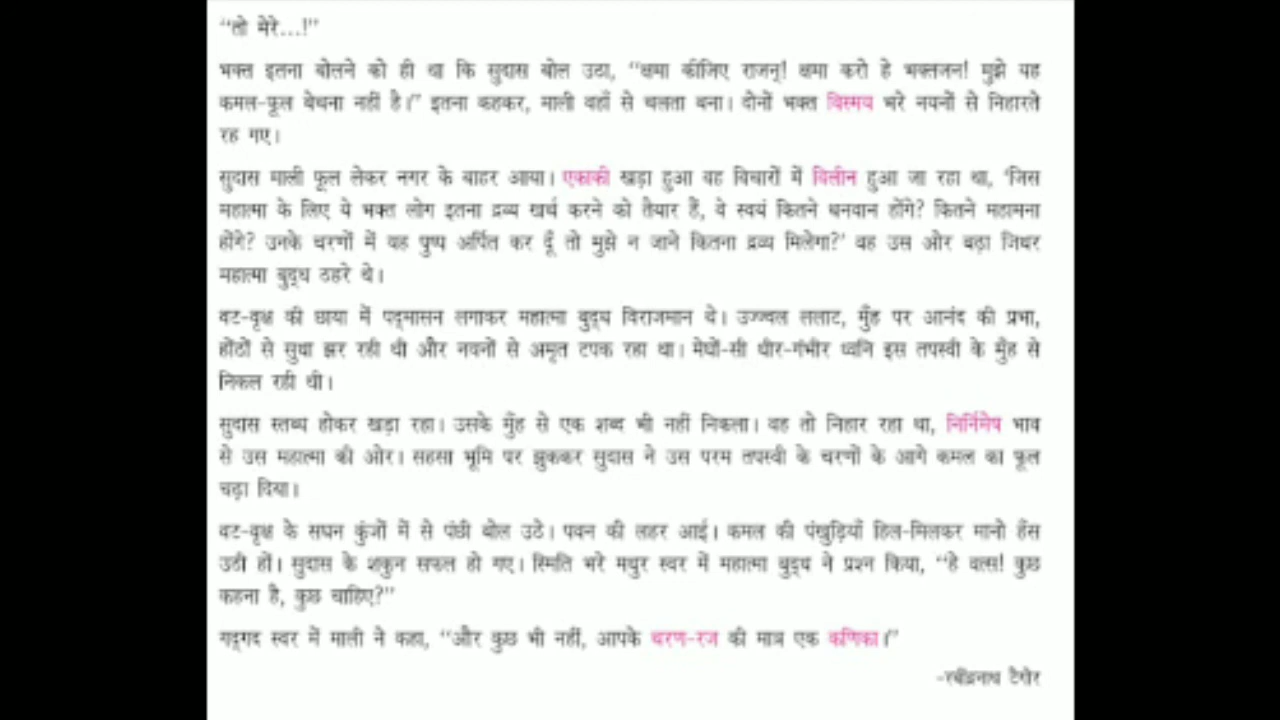 “तो मेरे...!”
भक्त इतना बोलने को ही था कि सुदास बोल उठा, “क्षमा कीजिए राजन्! क्षमा करो हे भक्तजन! मुझे यह
कमल-फूल बेचना नहीं है।” इतना कहकर, माली वहाँ से चलता बना। दोनों भक्त विस्मय भरे नयनों से निहारते
रह गए।
सुदास माली फूल लेकर नगर के बाहर आया। एकाकी खड़ा हुआ वह विचारों में विलीन हुआ जा रहा था, ‘जिस
महात्मा के लिए ये भक्त लोग इतना द्रव्य खर्च करने को तैयार हैं, वे स्वयं कितने धनवान होंगे? कितने महामना
होंगे? उनके चरणों में यह पुष्प अर्पित कर दूँ तो मुझे न जाने कितना द्रव्य मिलेगा?’ वह उस ओर बढ़ा जिधर
महात्मा बुद्ध ठहरे थे।
वट-वृक्ष की छाया में पद्मासन लगाकर महात्मा बुद्ध विराजमान थे। उज्ज्वल ललाट, मुँह पर आनंद की प्रभा,
होंठों से सुधा झर रही थी और नयनों से अमृत टपक रहा था। मेघों-सी धीर-गंभीर ध्वनि इस तपस्वी के मुँह से
निकल रही थी।
सुदास स्तब्ध होकर खड़ा रहा। उसके मुँह से एक शब्द भी नहीं निकला। वह तो निहार रहा था, निर्निमेष भाव
से उस महात्मा की ओर। सहसा भूमि पर झुककर सुदास ने उस परम तपस्वी के चरणों के आगे कमल का फूल
चढ़ा दिया।
वट-वृक्ष के सघन कुंजों में से पंछी बोल उठे। पवन की लहर आई। कमल की पंखुड़ियाँ हिल-मिलकर मानो हँस
उठी हों। सुदास के शकुन सफल हो गए। स्मिति भरे मधुर स्वर में महात्मा बुद्ध ने प्रश्न किया, “हे वत्स! कुछ
कहना है, कुछ चाहिए?”
गद्गद स्वर में माली ने कहा, “और कुछ भी नहीं, आपके चरण-रज की मात्र एक कणिका।”
-रबींद्रनाथ टैगोर